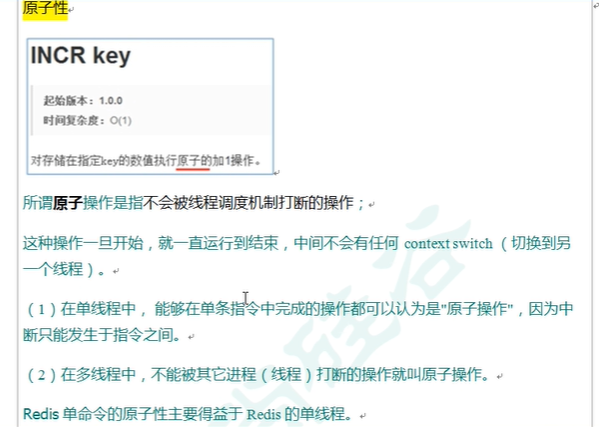 原子性
INCR key
起始版本：1.0.0
时间复杂度：O(1)
对存储在指定key的数值执行原子的加1操作。
所谓原子操作是指不会被线程调度机制打断的操作；
这种操作一旦开始，就一直运行到结束，中间不会有任何 context switch（切换到另
一个线程）。
（1）在单线程中， 能够在单条指令中完成的操作都可以认为是"原子操作"，因为中
断只能发生于指令之间。
（2）在多线程中，不能被其它进程（线程）打断的操作就叫原子操作。
Redis 单命令的原子性主要得益于 Redis 的单线程。
尚硅谷